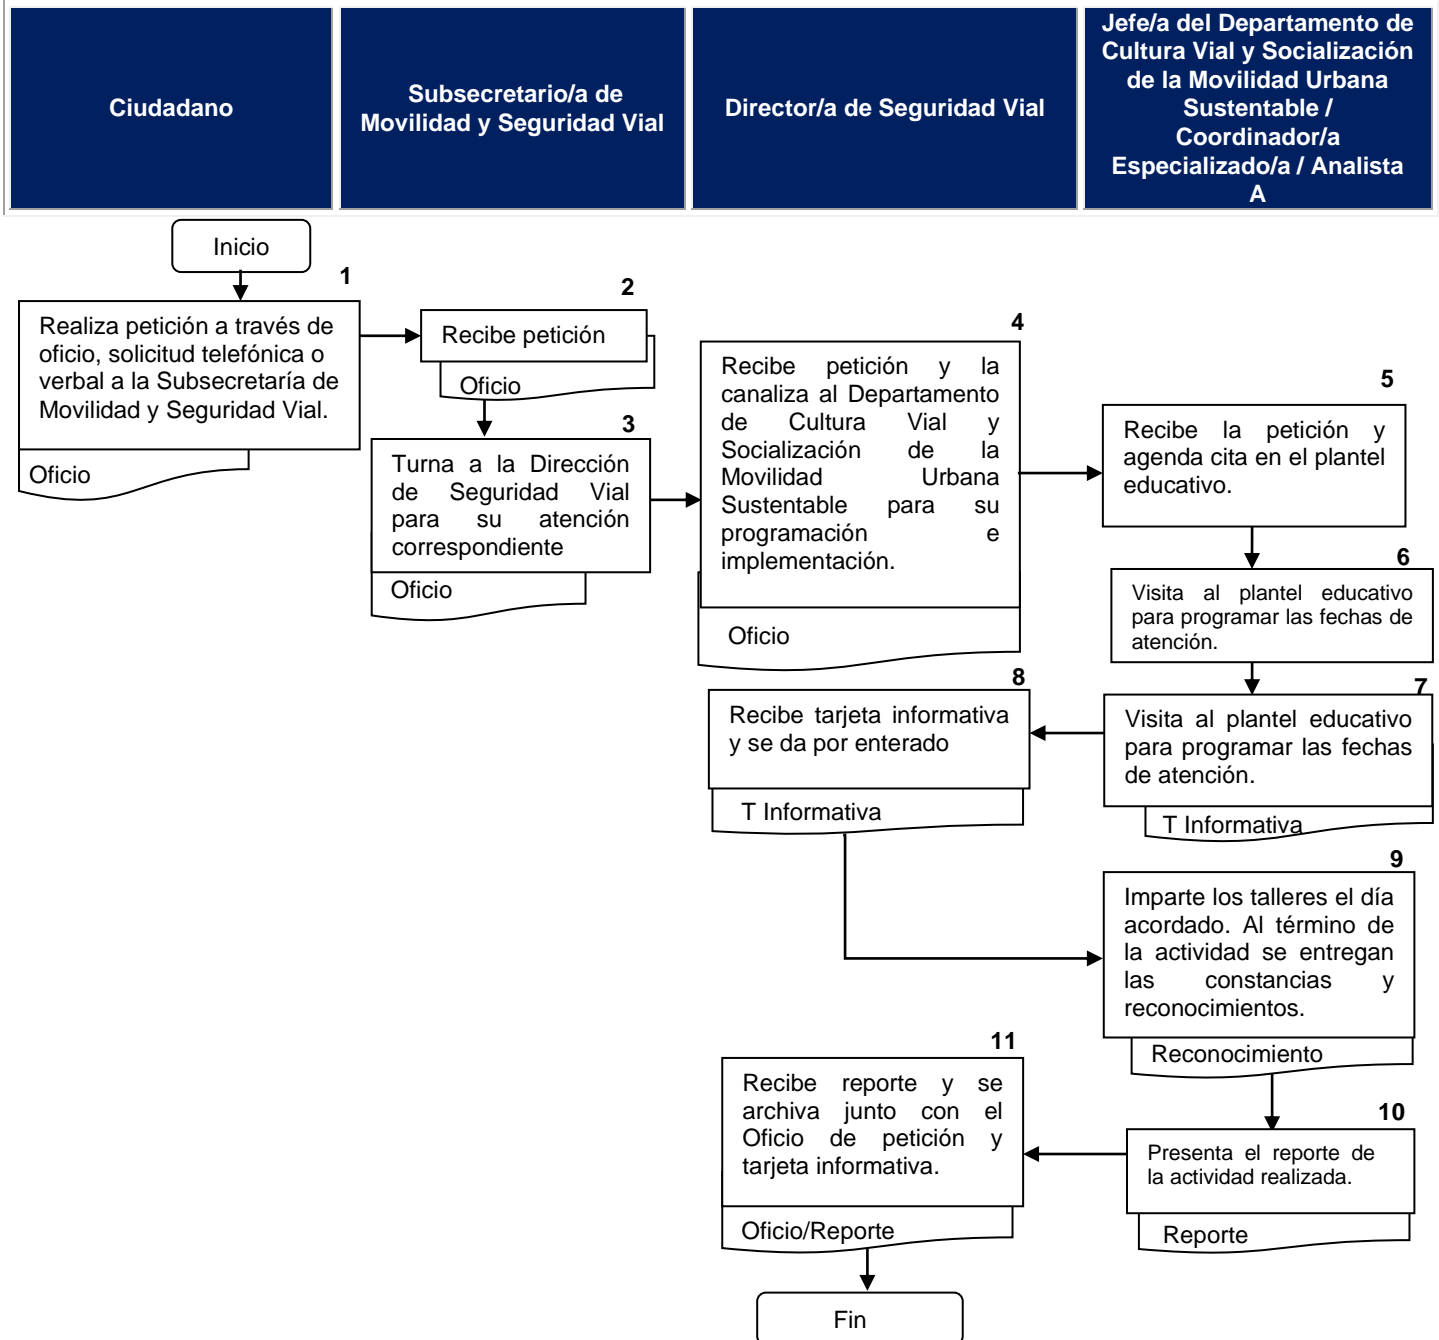 Ciudadano
Subsecretario/a de
Movilidad y Seguridad Vial
Director/a de Seguridad Vial
Jefe/a del Departamento de
Cultura Vial y Socialización
de la Movilidad Urbana
Sustentable /
Coordinador/a
Especializado/a / Analista
A
Inicio
1
Realiza petición a través de
oficio, solicitud telefónica o
verbal a la Subsecretaría de
Movilidad y Seguridad Vial.
Oficio
2
Recibe petición
Oficio
3
Turna a la Dirección
de Seguridad Vial
para su atención
correspondiente
Oficio
4
Recibe petición y la
canaliza al Departamento
de Cultura Vial y
Socialización de la
Movilidad Urbana
Sustentable para su
programación e
implementación.
Oficio
5
Recibe la petición y
agenda cita en el plantel
educativo.
6
Visita al plantel educativo
para programar las fechas de
atención.
7
Visita al plantel educativo
para programar las fechas
de atención.
T Informativa
8
Recibe tarjeta informativa
y se da por enterado
T Informativa
9
Imparte los talleres el día
acordado. Al término de
la actividad se entregan
las constancias y
reconocimientos.
Reconocimiento
10
Presenta el reporte de
la actividad realizada.
Reporte
11
Recibe reporte y se
archiva junto con el
Oficio de petición y
tarjeta informativa.
Oficio/Reporte
Fin